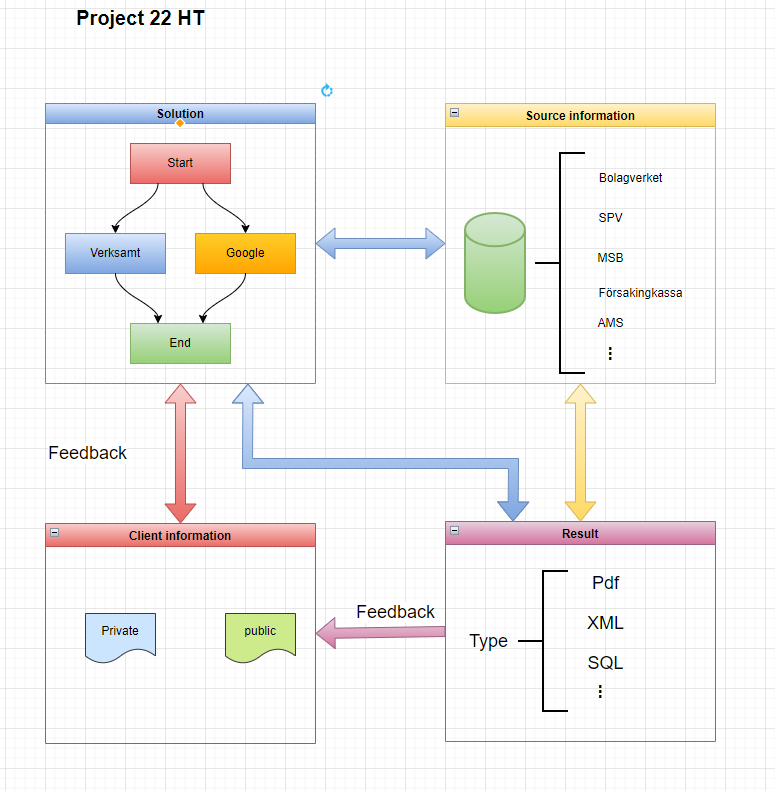 Project 22 HT
Solution
Start
Verksamt
Google
End
Source information
Bolagverket
SPV
MSB
Försakingkassa
AMS
Feedback
Client information
Private
public
Feedback
Result
Type
Pdf
XML
SQL